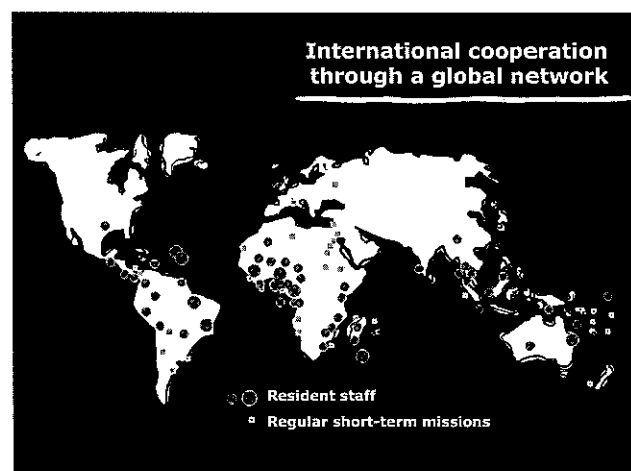 International cooperation
through a global network
Resident staff
Regular short-term missions